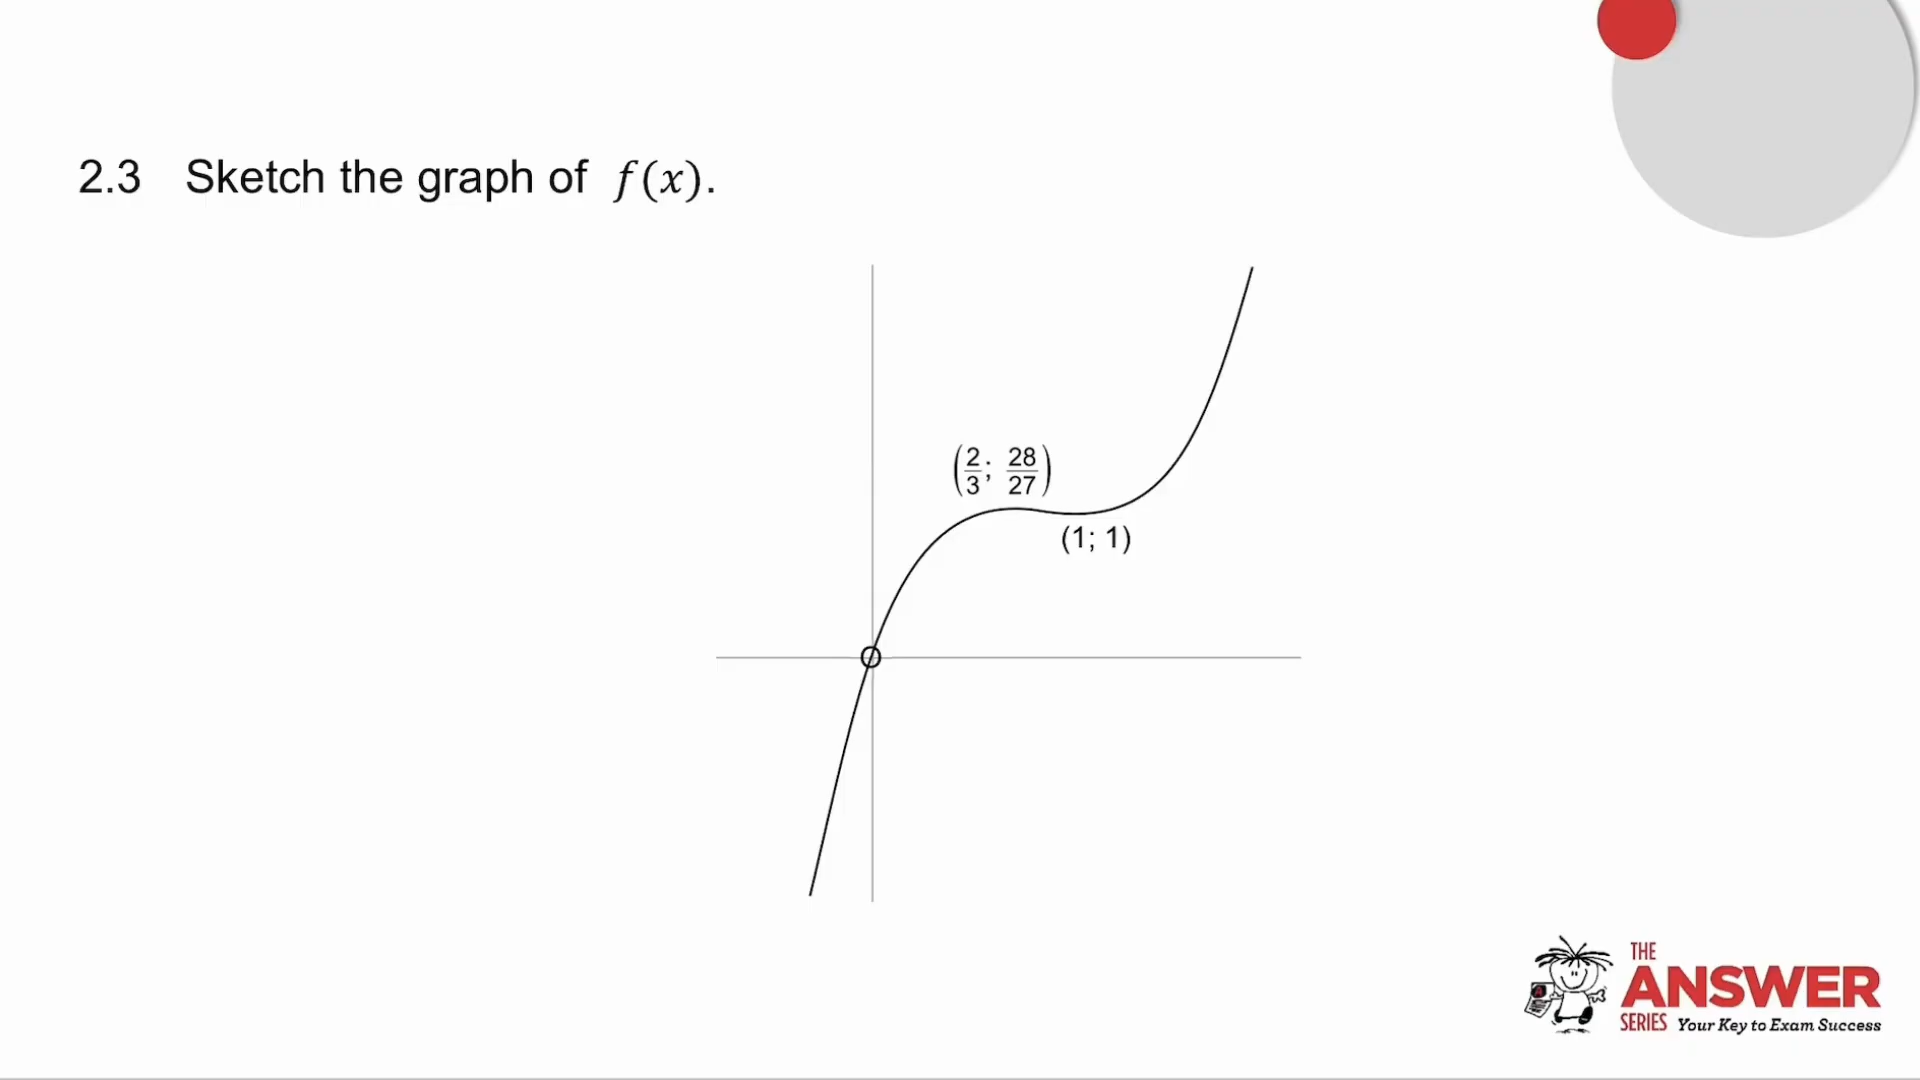 2.3 Sketch the graph of f(x).
(2/3; 28/27)
(1; 1)
O
THE
ANSWER
SERIES Your Key to Exam Success